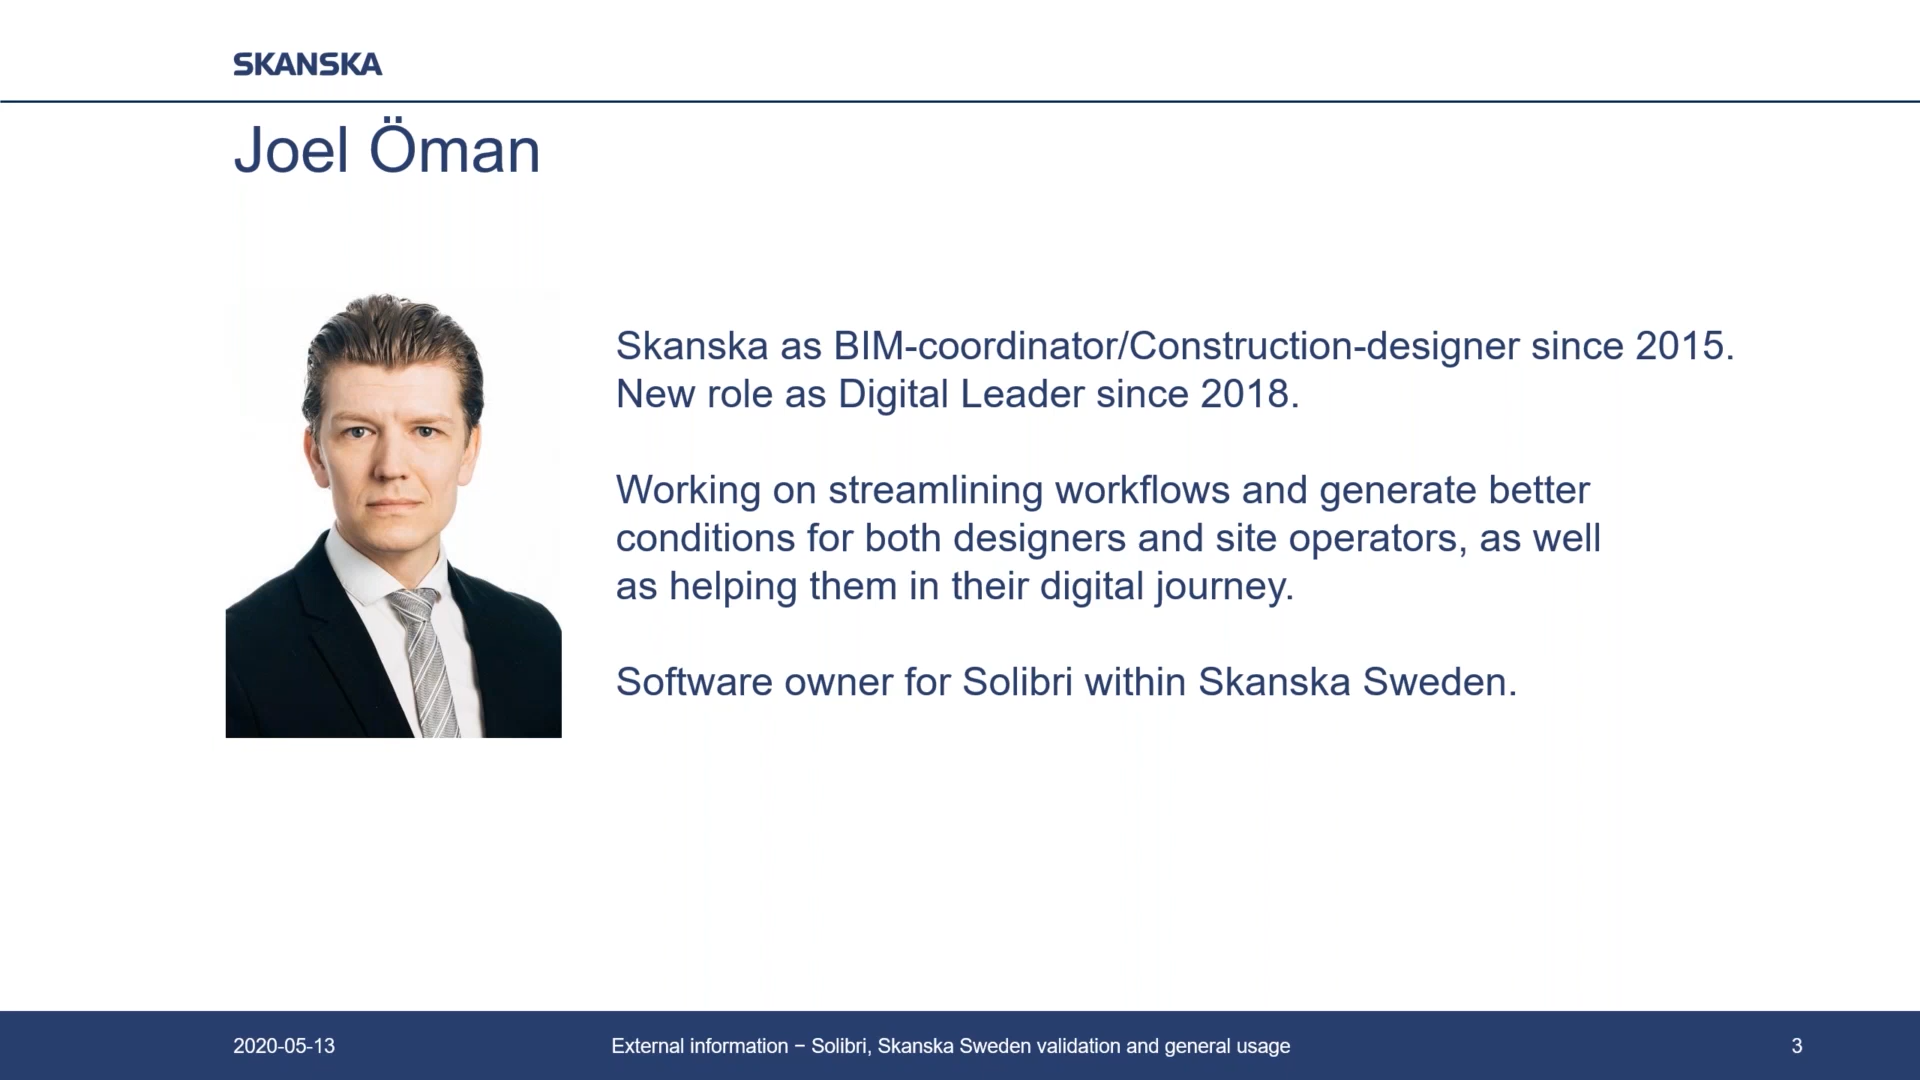 SKANSKA
Joel Öman
Skanska as BIM-coordinator/Construction-designer since 2015.
New role as Digital Leader since 2018.
Working on streamlining workflows and generate better
conditions for both designers and site operators, as well
as helping them in their digital journey.
Software owner for Solibri within Skanska Sweden.
2020-05-13
External information – Solibri, Skanska Sweden validation and general usage
3